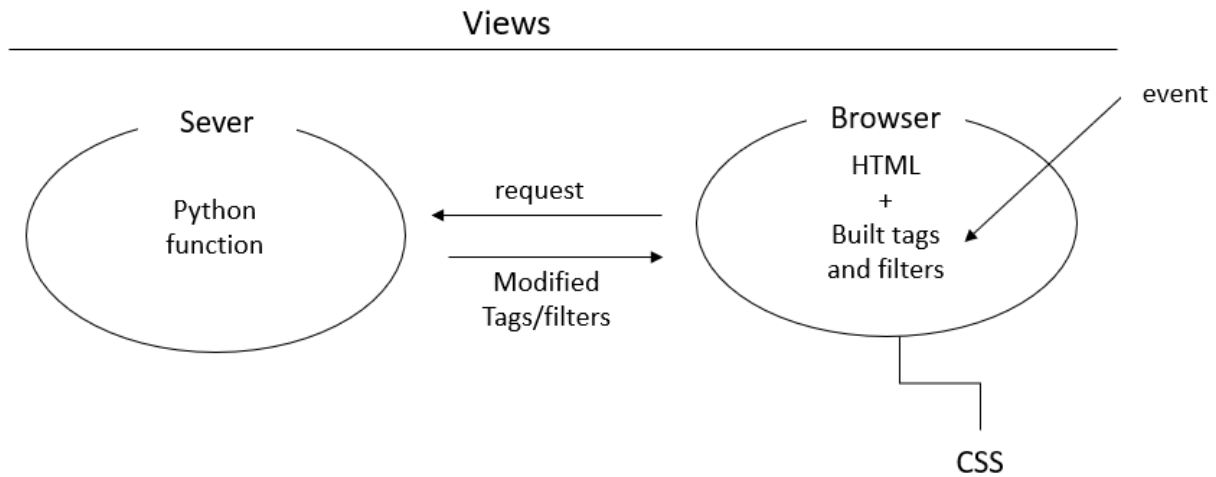 Views
Sever
Python
function
request
Modified
Tags/filters
Browser
HTML
+
Built tags
and filters
event
CSS